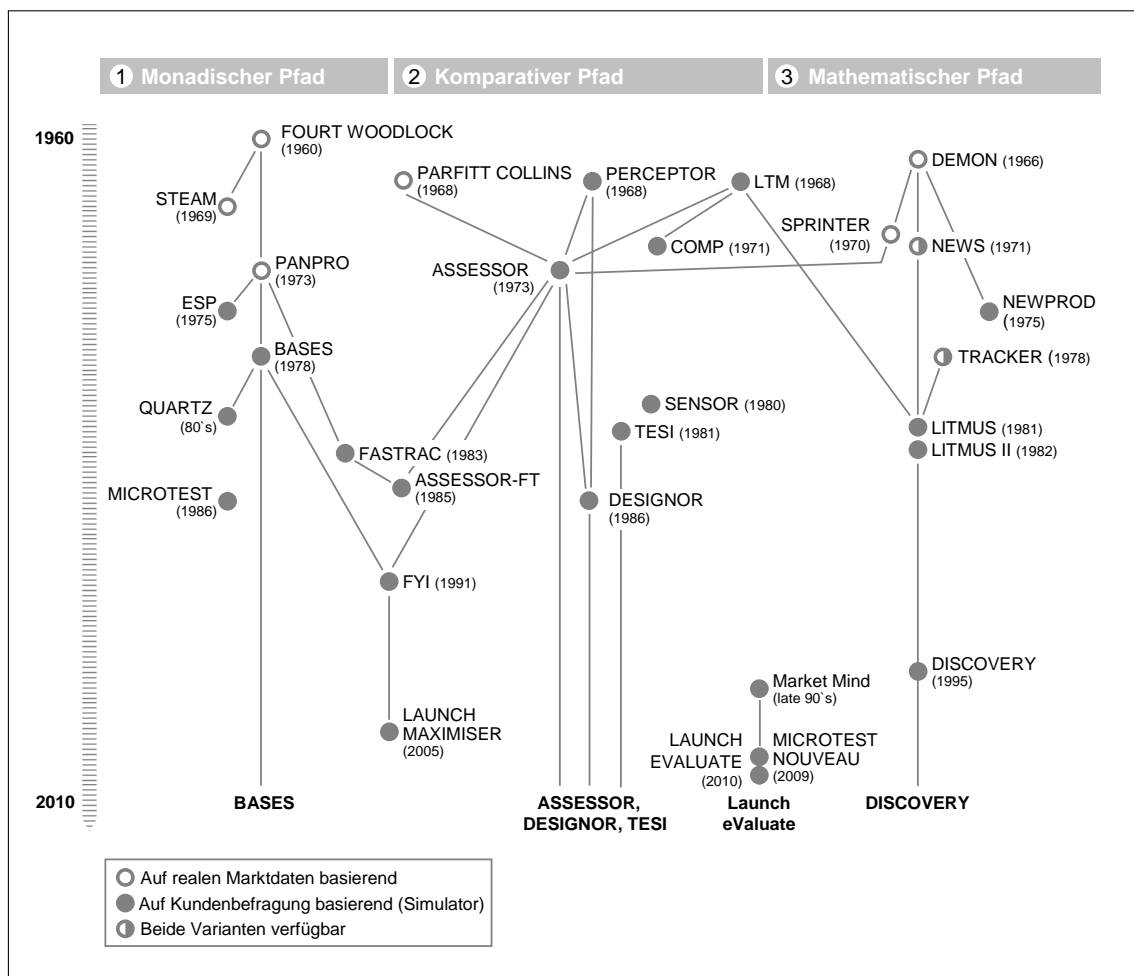 1 Monadischer Pfad
2 Komparativer Pfad
3 Mathematischer Pfad
1960
FOURT WOODLOCK
(1960)
STEAM
(1969)
PANPRO
(1973)
ESP
(1975)
BASES
(1978)
QUARTZ
(80`s)
MICROTEST
(1986)
FASTRAC (1983)
ASSESSOR-FT
(1985)
FYI (1991)
LAUNCH
MAXIMISER
(2005)
PARFITT COLLINS
(1968)
PERCEPTOR
(1968)
LTM (1968)
COMP (1971)
ASSESSOR
(1973)
SENSOR (1980)
TESI (1981)
DESIGNOR
(1986)
Market Mind
(late 90`s)
LAUNCH
EVALUATE
(2010)
MICROTEST
NOUVEAU
(2009)
DEMON (1966)
SPRINTER
(1970)
NEWS (1971)
NEWPROD
(1975)
TRACKER (1978)
LITMUS (1981)
LITMUS II (1982)
DISCOVERY
(1995)
2010
BASES
ASSESSOR,
DESIGNOR, TESI
Launch
eValuate
DISCOVERY
Auf realen Marktdaten basierend
Auf Kundenbefragung basierend (Simulator)
Beide Varianten verfügbar